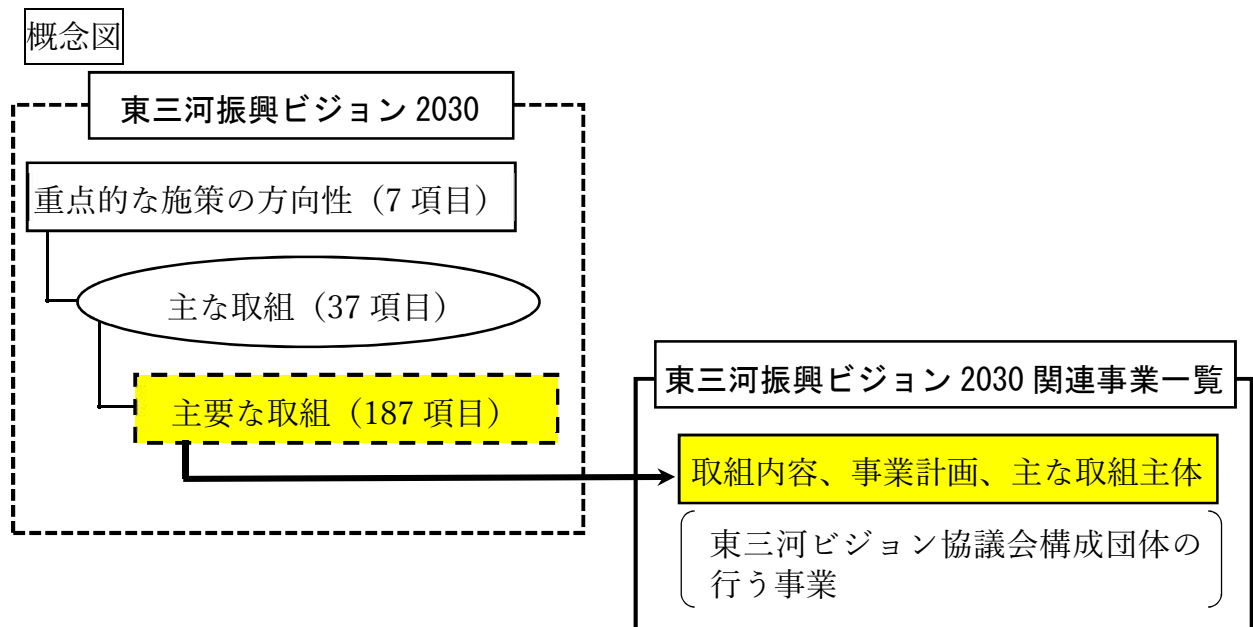 概念図
東三河振興ビジョン 2030
重点的な施策の方向性（7 項目）
主な取組（37 項目）
主要な取組（187 項目）
東三河振興ビジョン 2030 関連事業一覧
取組内容、事業計画、主な取組主体
東三河ビジョン協議会構成団体の
行う事業